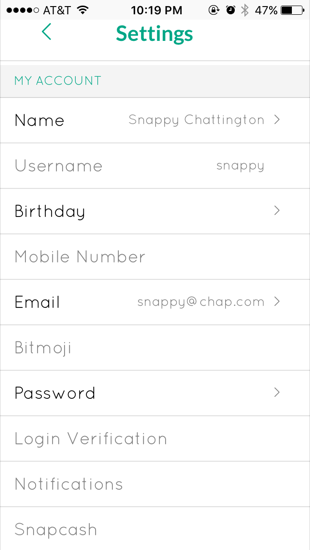 AT&T 10:19 PM 47%
Settings
MY ACCOUNT
Name Snappy Chattington
Username snappy
Birthday
Mobile Number
Email snappy@chap.com
Bitmoji
Password
Login Verification
Notifications
Snapcash